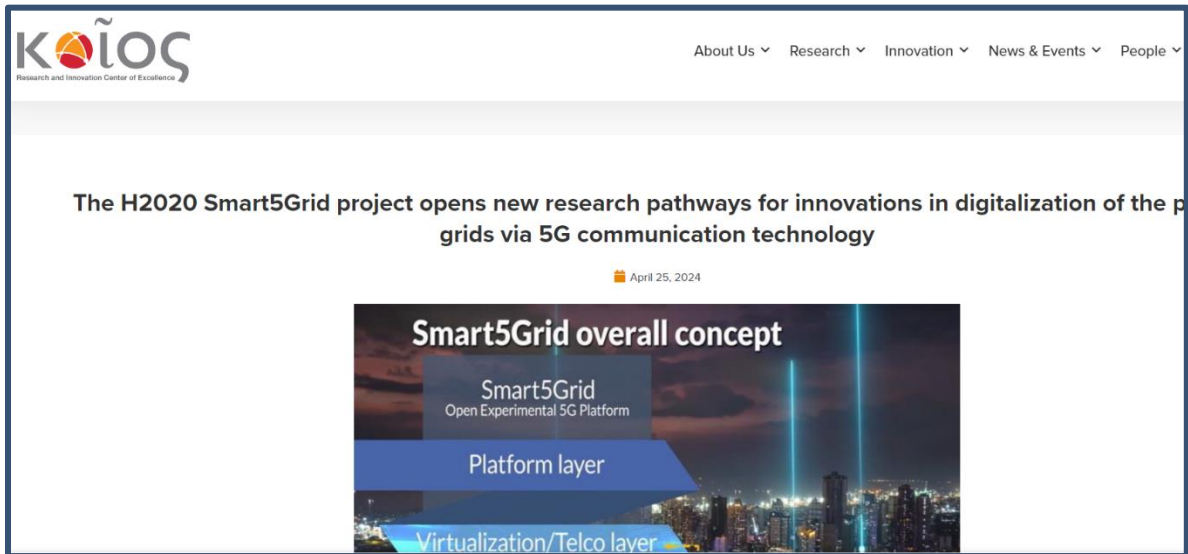 κοῖος
Research and Innovation Center of Excellence
About Us
Research
Innovation
News & Events
People
The H2020 Smart5Grid project opens new research pathways for innovations in digitalization of the p
grids via 5G communication technology
April 25, 2024
Smart5Grid overall concept
Smart5Grid
Open Experimental 5G Platform
Platform layer
Virtualization/Telco layer